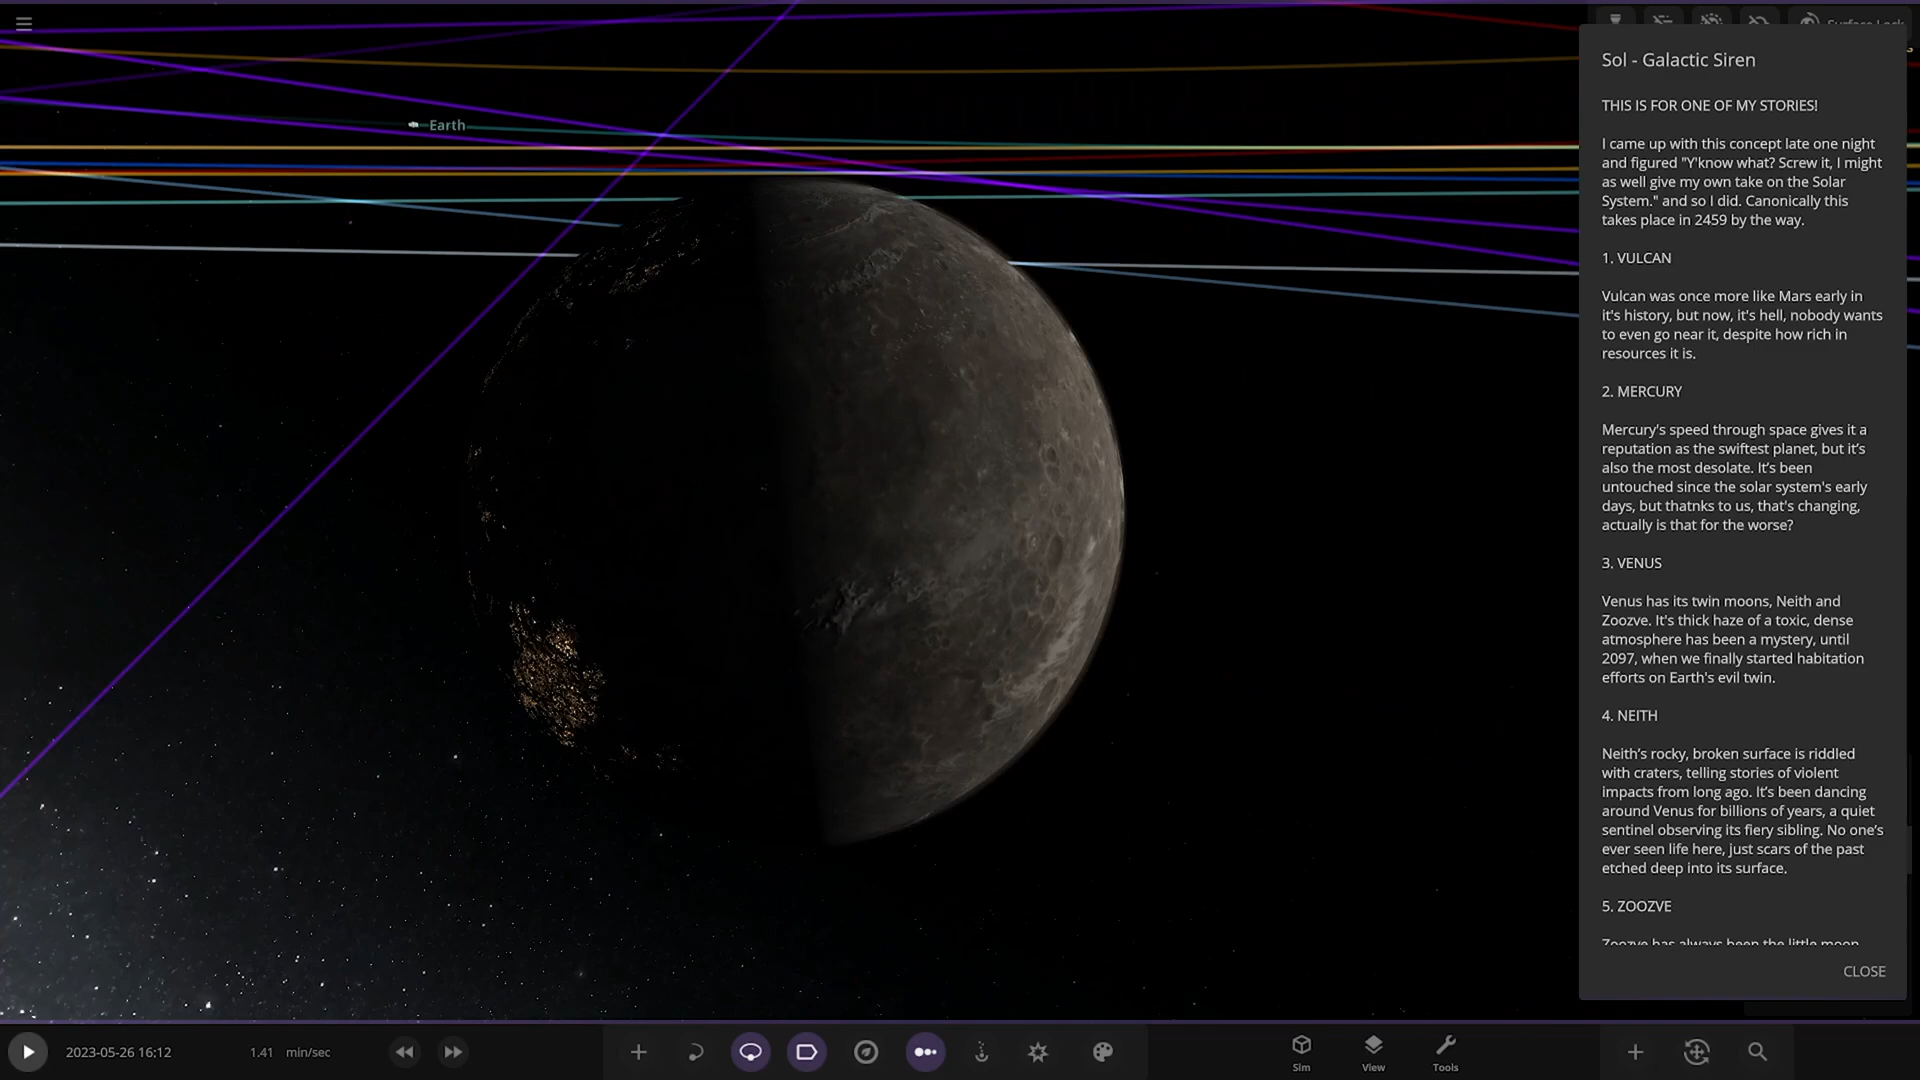 Surface Lock
Earth
Sol - Galactic Siren
THIS IS FOR ONE OF MY STORIES!
I came up with this concept late one night
and figured "Y'know what? Screw it, I might
as well give my own take on the Solar
System." and so I did. Canonically this
takes place in 2459 by the way.
1. VULCAN
Vulcan was once more like Mars early in
it's history, but now, it's hell, nobody wants
to even go near it, despite how rich in
resources it is.
2. MERCURY
Mercury's speed through space gives it a
reputation as the swiftest planet, but it's
also the most desolate. It's been
untouched since the solar system's early
days, but thatnks to us, that's changing,
actually is that for the worse?
3. VENUS
Venus has its twin moons, Neith and
Zoozve. It's thick haze of a toxic, dense
atmosphere has been a mystery, until
2097, when we finally started habitation
efforts on Earth's evil twin.
4. NEITH
Neith’s rocky, broken surface is riddled
with craters, telling stories of violent
impacts from long ago. It’s been dancing
around Venus for billions of years, a quiet
sentinel observing its fiery sibling. No one’s
ever seen life here, just scars of the past
etched deep into its surface.
5. ZOOZVE
Zoozve has always been the little moon
CLOSE
2023-05-26 16:12
1.41 min/sec
Sim
View
Tools